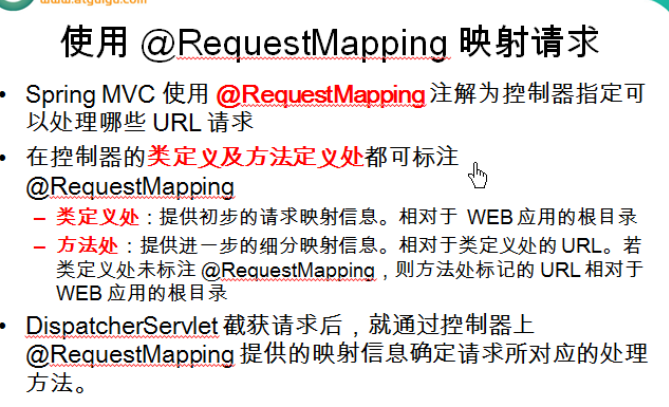 www.atguigu.com
使用 @RequestMapping 映射请求
• Spring MVC 使用 @RequestMapping 注解为控制器指定可
以处理哪些 URL 请求
• 在控制器的类定义及方法定义处都可标注
@RequestMapping
– 类定义处：提供初步的请求映射信息。相对于 WEB 应用的根目录
– 方法处：提供进一步的细分映射信息。相对于类定义处的 URL。若
类定义处未标注 @RequestMapping，则方法处标记的 URL 相对于
WEB 应用的根目录
• DispatcherServlet 截获请求后，就通过控制器上
@RequestMapping 提供的映射信息确定请求所对应的处理
方法。